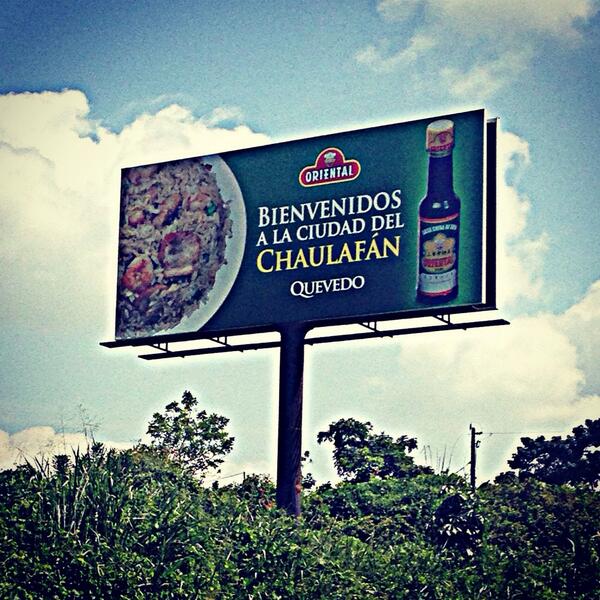 ORIENTAL
BIENVENIDOS
A LA CIUDAD DEL
CHAULAFÁN
QUEVEDO